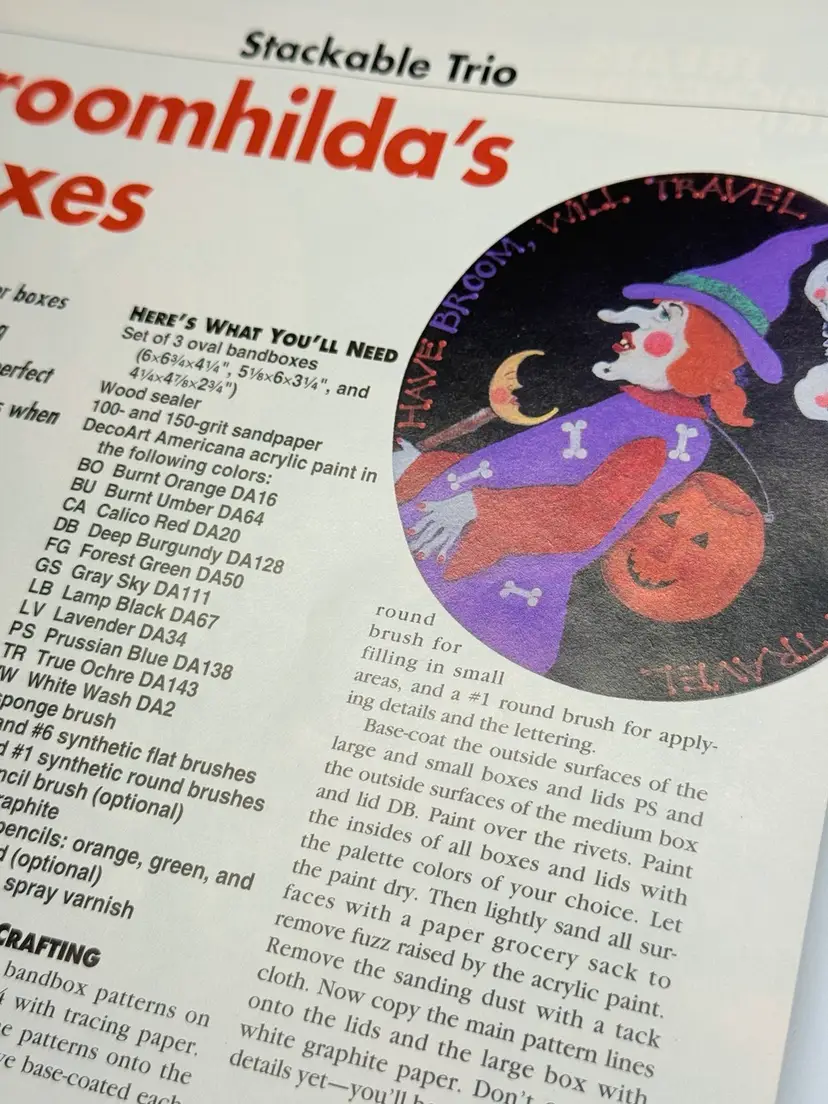 Stackable Trio
roomhilda's
xes
r boxes
g
erfect
s when
HERE'S WHAT YOU'LL NEED
Set of 3 oval bandboxes
(6×6¾×4¼", 5⅛×6×3¼", and
4¼×4⅞×2¾")
Wood sealer
100- and 150-grit sandpaper
DecoArt Americana acrylic paint in
the following colors:
BO Burnt Orange DA16
BU Burnt Umber DA64
CA Calico Red DA20
DB Deep Burgundy DA128
FG Forest Green DA50
GS Gray Sky DA111
LB Lamp Black DA67
LV Lavender DA34
PS Prussian Blue DA138
TR True Ochre DA143
W White Wash DA2
ponge brush
and #6 synthetic flat brushes
d #1 synthetic round brushes
ncil brush (optional)
raphite
pencils: orange, green, and
d (optional)
spray varnish
CRAFTING
bandbox patterns on
4 with tracing paper.
e patterns onto the
ve base-coated each
HAVE BROOM, WILL TRAVEL
TRAVEL
round
brush for
filling in small
areas, and a #1 round brush for apply-
ing details and the lettering.
Base-coat the outside surfaces of the
large and small boxes and lids PS and
the outside surfaces of the medium box
and lid DB. Paint over the rivets. Paint
the insides of all boxes and lids with
the palette colors of your choice. Let
the paint dry. Then lightly sand all sur-
faces with a paper grocery sack to
remove fuzz raised by the acrylic paint.
Remove the sanding dust with a tack
cloth. Now copy the main pattern lines
onto the lids and the large box with
white graphite paper. Don't
details yet—you'll